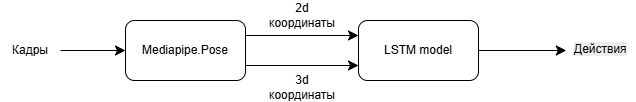 2d
координаты
Кадры
Mediapipe.Pose
LSTM model
Действия
3d
координаты